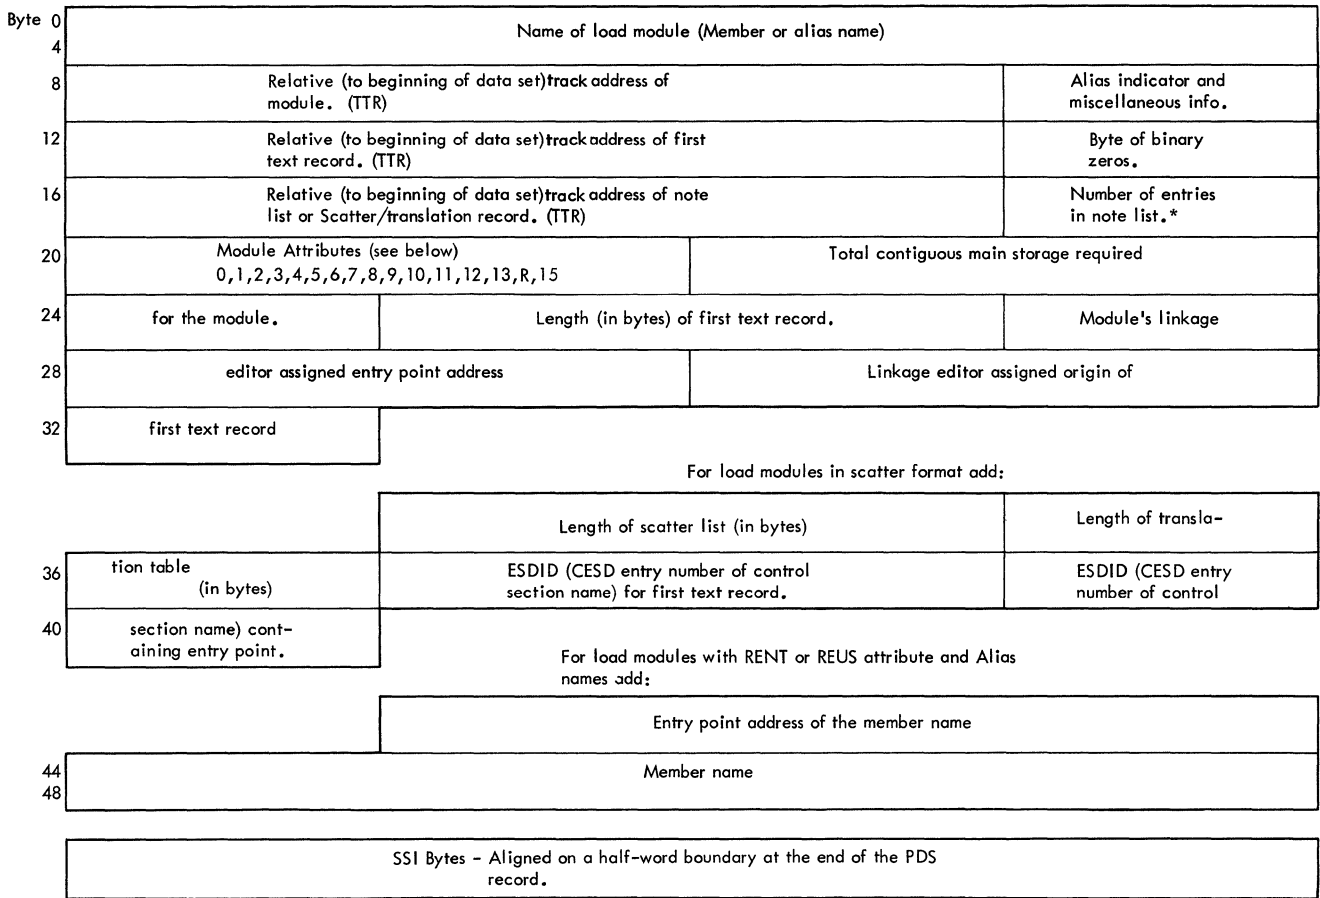 Byte 0
4
Name of load module (Member or alias name)
8
Relative (to beginning of data set) track address of
module. (TTR)
Alias indicator and
miscellaneous info.
12
Relative (to beginning of data set) track address of first
text record. (TTR)
Byte of binary
zeros.
16
Relative (to beginning of data set) track address of note
list or Scatter/translation record. (TTR)
Number of entries
in note list.*
20
Module Attributes (see below)
0,1,2,3,4,5,6,7,8,9,10,11,12,13,R,15
Total contiguous main storage required
24
for the module.
Length (in bytes) of first text record.
Module's linkage
28
editor assigned entry point address
Linkage editor assigned origin of
32
first text record
For load modules in scatter format add:
Length of scatter list (in bytes)
Length of transla-
36
tion table
(in bytes)
ESDID (CESD entry number of control
section name) for first text record.
ESDID (CESD entry
number of control
40
section name) cont-
aining entry point.
For load modules with RENT or REUS attribute and Alias
names add:
Entry point address of the member name
44
48
Member name
SSI Bytes - Aligned on a half-word boundary at the end of the PDS
record.